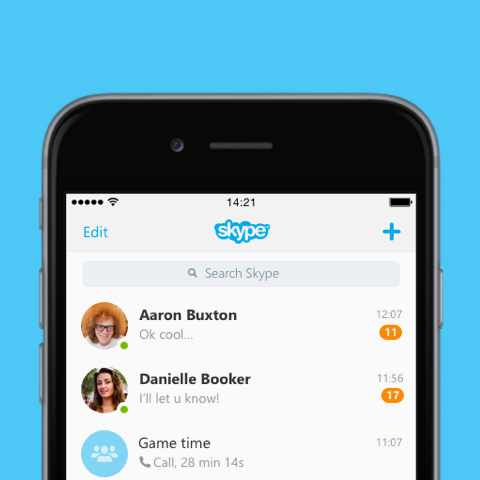 14:21
Edit
skype
Search Skype
Aaron Buxton 12:07
Ok cool... 11
Danielle Booker 11:56
I'll let u know! 17
Game time 11:07
Call, 28 min 14s